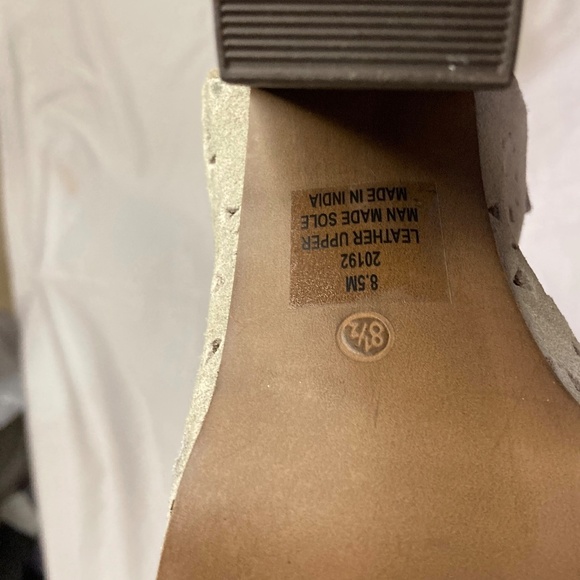 8.5M
20192
LEATHER UPPER
MAN MADE SOLE
MADE IN INDIA
8½